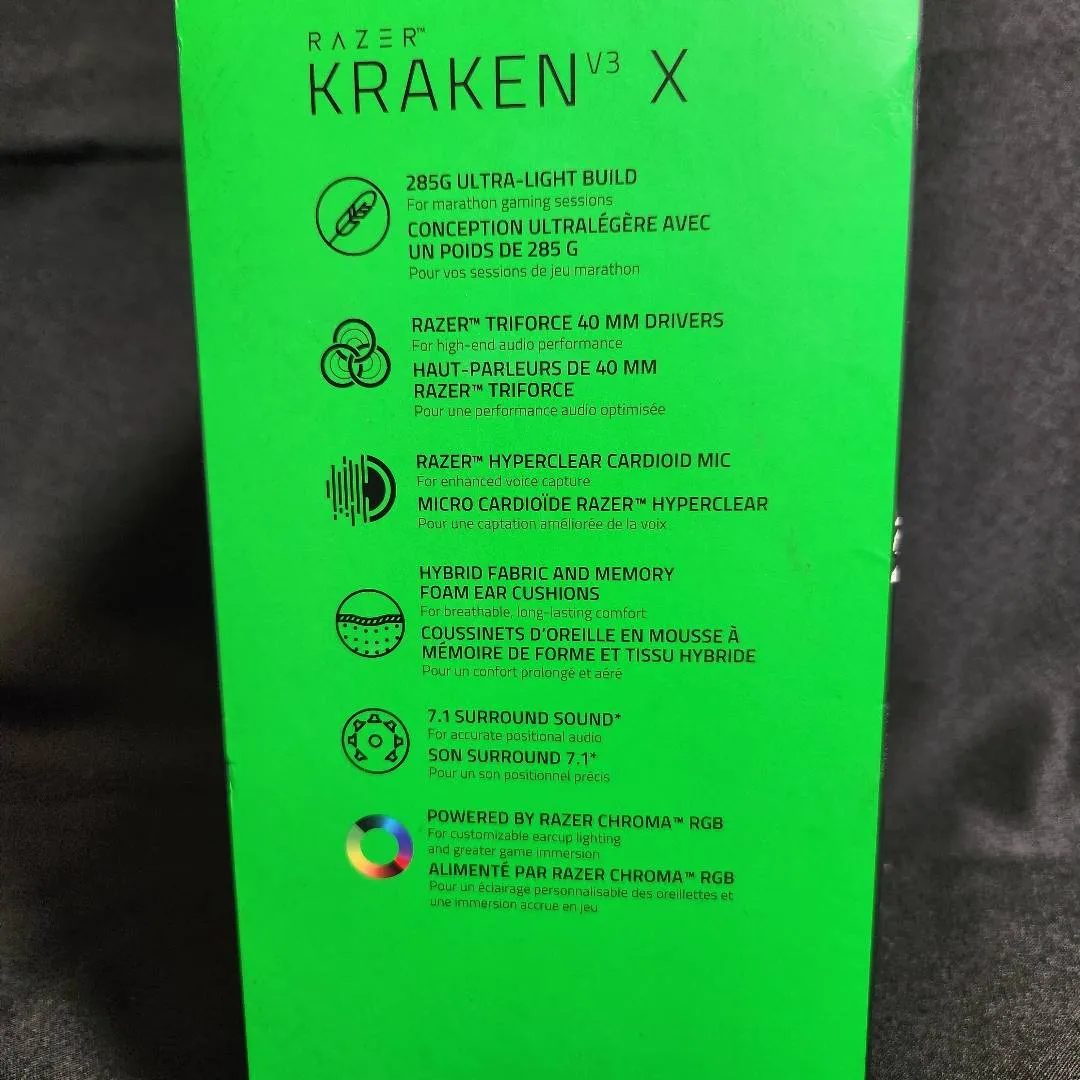 RAZER™
KRAKEN V3 X
285G ULTRA-LIGHT BUILD
For marathon gaming sessions
CONCEPTION ULTRALÉGÈRE AVEC
UN POIDS DE 285 G
Pour vos sessions de jeu marathon
RAZER™ TRIFORCE 40 MM DRIVERS
For high-end audio performance
HAUT-PARLEURS DE 40 MM
RAZER™ TRIFORCE
Pour une performance audio optimisée
RAZER™ HYPERCLEAR CARDIOID MIC
For enhanced voice capture
MICRO CARDIOÏDE RAZER™ HYPERCLEAR
Pour une captation améliorée de la voix
HYBRID FABRIC AND MEMORY
FOAM EAR CUSHIONS
For breathable, long-lasting comfort
COUSSINETS D'OREILLE EN MOUSSE À
MÉMOIRE DE FORME ET TISSU HYBRIDE
Pour un confort prolongé et aéré
7.1 SURROUND SOUND*
For accurate positional audio
SON SURROUND 7.1*
Pour un son positionnel précis
POWERED BY RAZER CHROMA™ RGB
For customizable earcup lighting
and greater game immersion
ALIMENTÉ PAR RAZER CHROMA™ RGB
Pour un éclairage personnalisable des oreillettes et
une immersion accrue en jeu